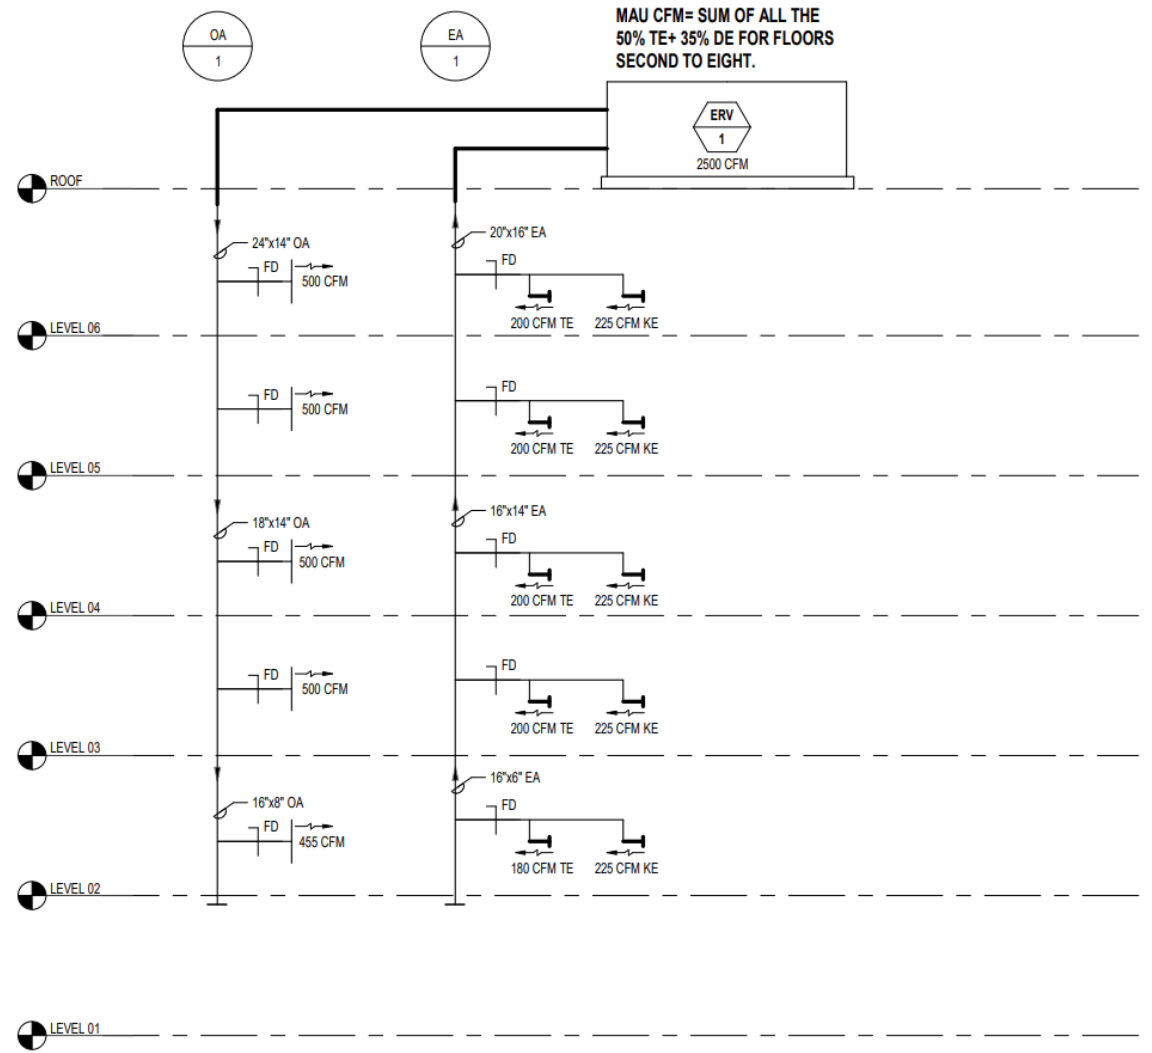 OA
1
EA
1
MAU CFM= SUM OF ALL THE
50% TE+ 35% DE FOR FLOORS
SECOND TO EIGHT.
ERV
1
2500 CFM
ROOF
24"x14" OA
20"x16" EA
FD
500 CFM
FD
200 CFM TE
225 CFM KE
LEVEL 06
FD
500 CFM
FD
200 CFM TE
225 CFM KE
LEVEL 05
18"x14" OA
16"x14" EA
FD
500 CFM
FD
200 CFM TE
225 CFM KE
LEVEL 04
FD
500 CFM
FD
200 CFM TE
225 CFM KE
LEVEL 03
16"x8" OA
16"x6" EA
FD
455 CFM
FD
180 CFM TE
225 CFM KE
LEVEL 02
LEVEL 01